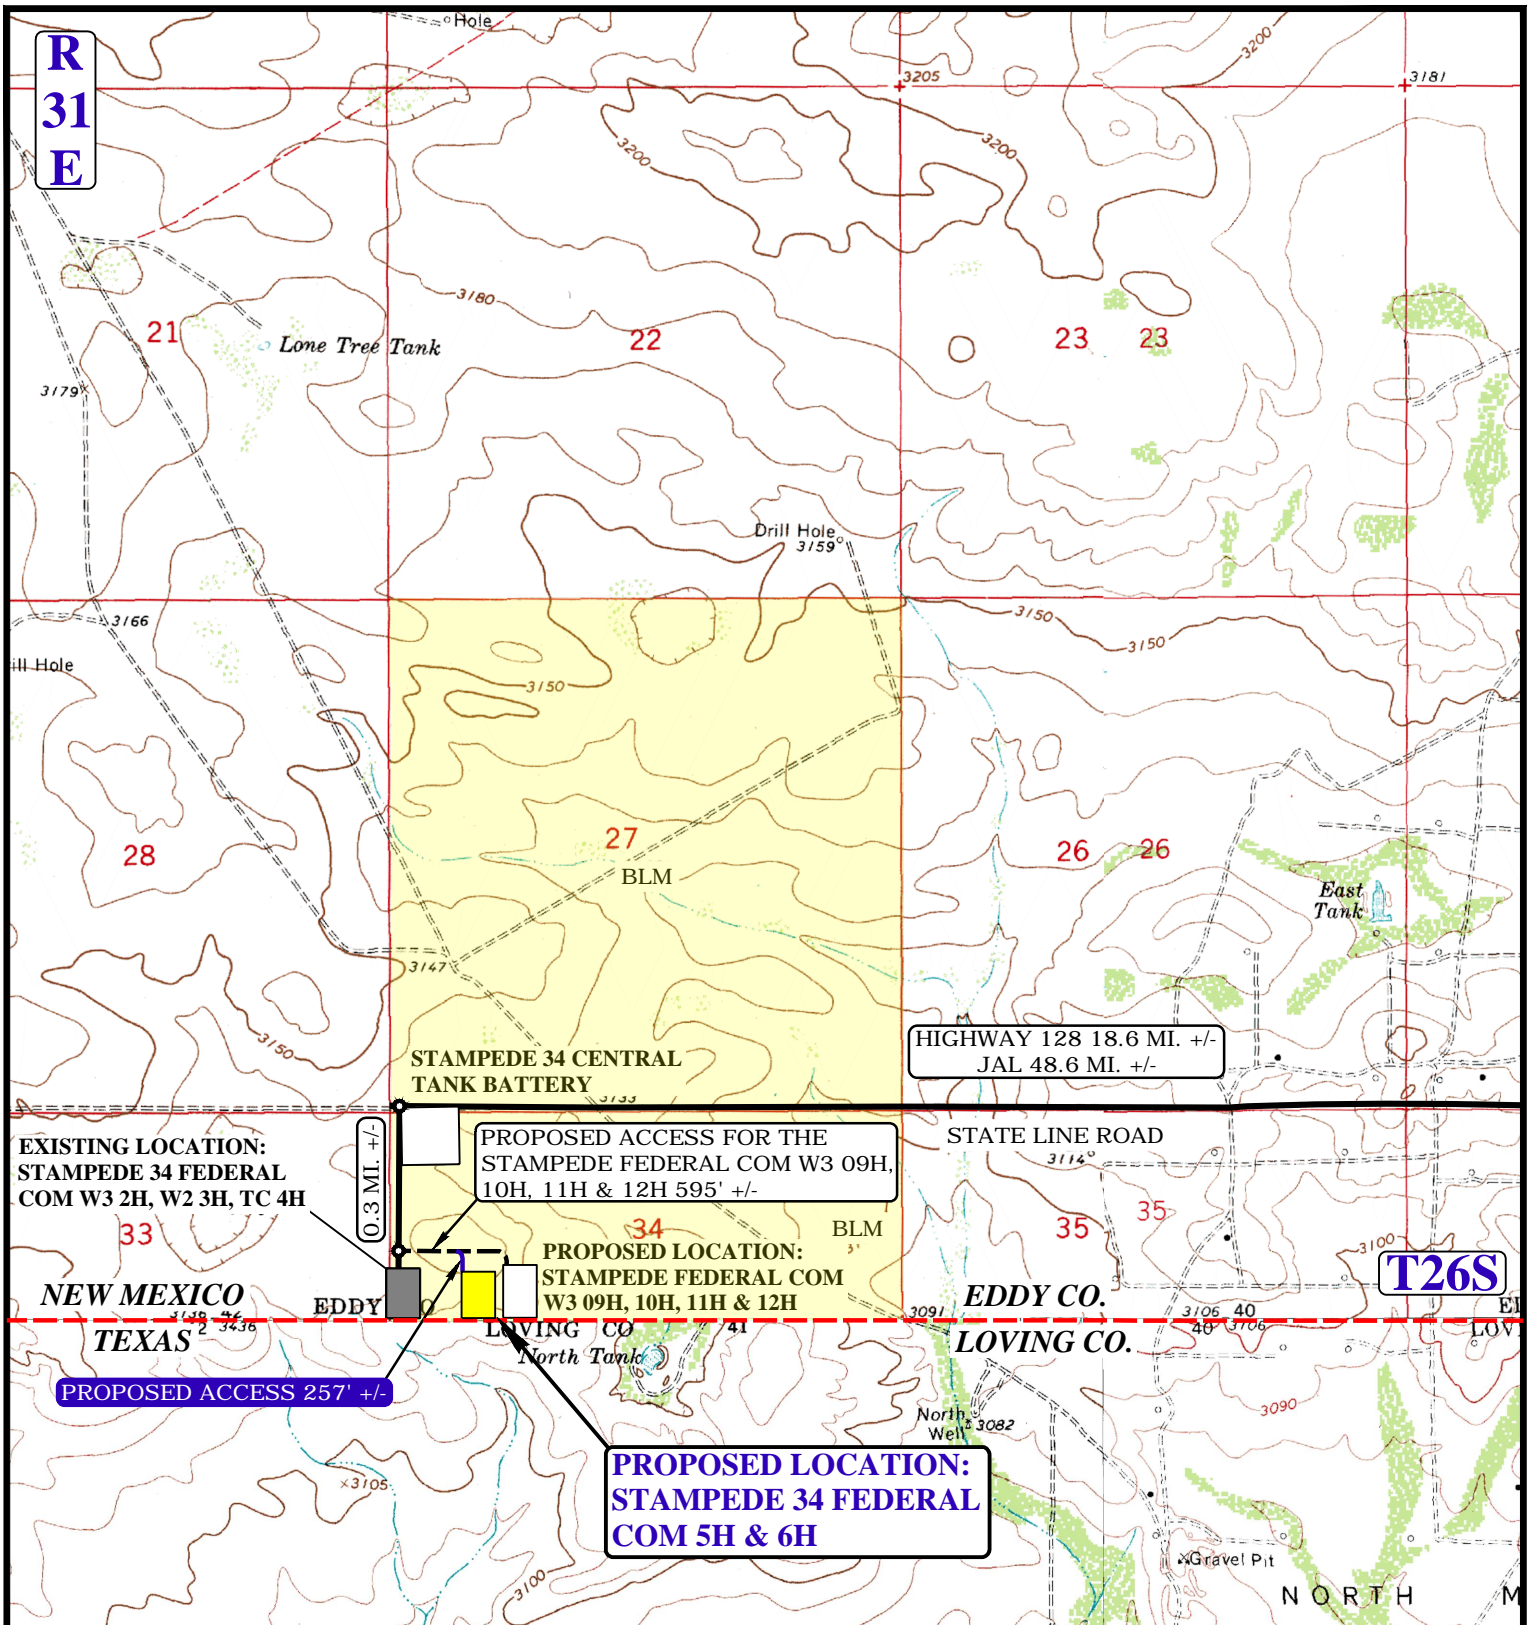 Hole
R
31
E
3205
3181
3200
3200
3200
3180
21
22
23
23
Lone Tree Tank
3179
Drill Hole
3159
3166
3150
3150
ill Hole
3150
27
BLM
28
26
26
East
Tank
3147
3150
HIGHWAY 128 18.6 MI. +/-
JAL 48.6 MI. +/-
STAMPEDE 34 CENTRAL
TANK BATTERY
EXISTING LOCATION:
STAMPEDE 34 FEDERAL
COM W3 2H, W2 3H, TC 4H
0.3 MI. +/-
PROPOSED ACCESS FOR THE
STAMPEDE FEDERAL COM W3 09H,
10H, 11H & 12H 595' +/-
STATE LINE ROAD
3114
33
34
BLM
35
35
3100
PROPOSED LOCATION:
STAMPEDE FEDERAL COM
W3 09H, 10H, 11H & 12H
T26S
NEW MEXICO
EDDY
O
3091
EDDY CO.
3106 40
2 3436
TEXAS
LOVING CO
41
LOVING CO.
40 3106
LOV
North Tank
PROPOSED ACCESS 257' +/-
3090
North
Well
3082
PROPOSED LOCATION:
STAMPEDE 34 FEDERAL
COM 5H & 6H
3105
3100
Gravel Pit
NORTH M